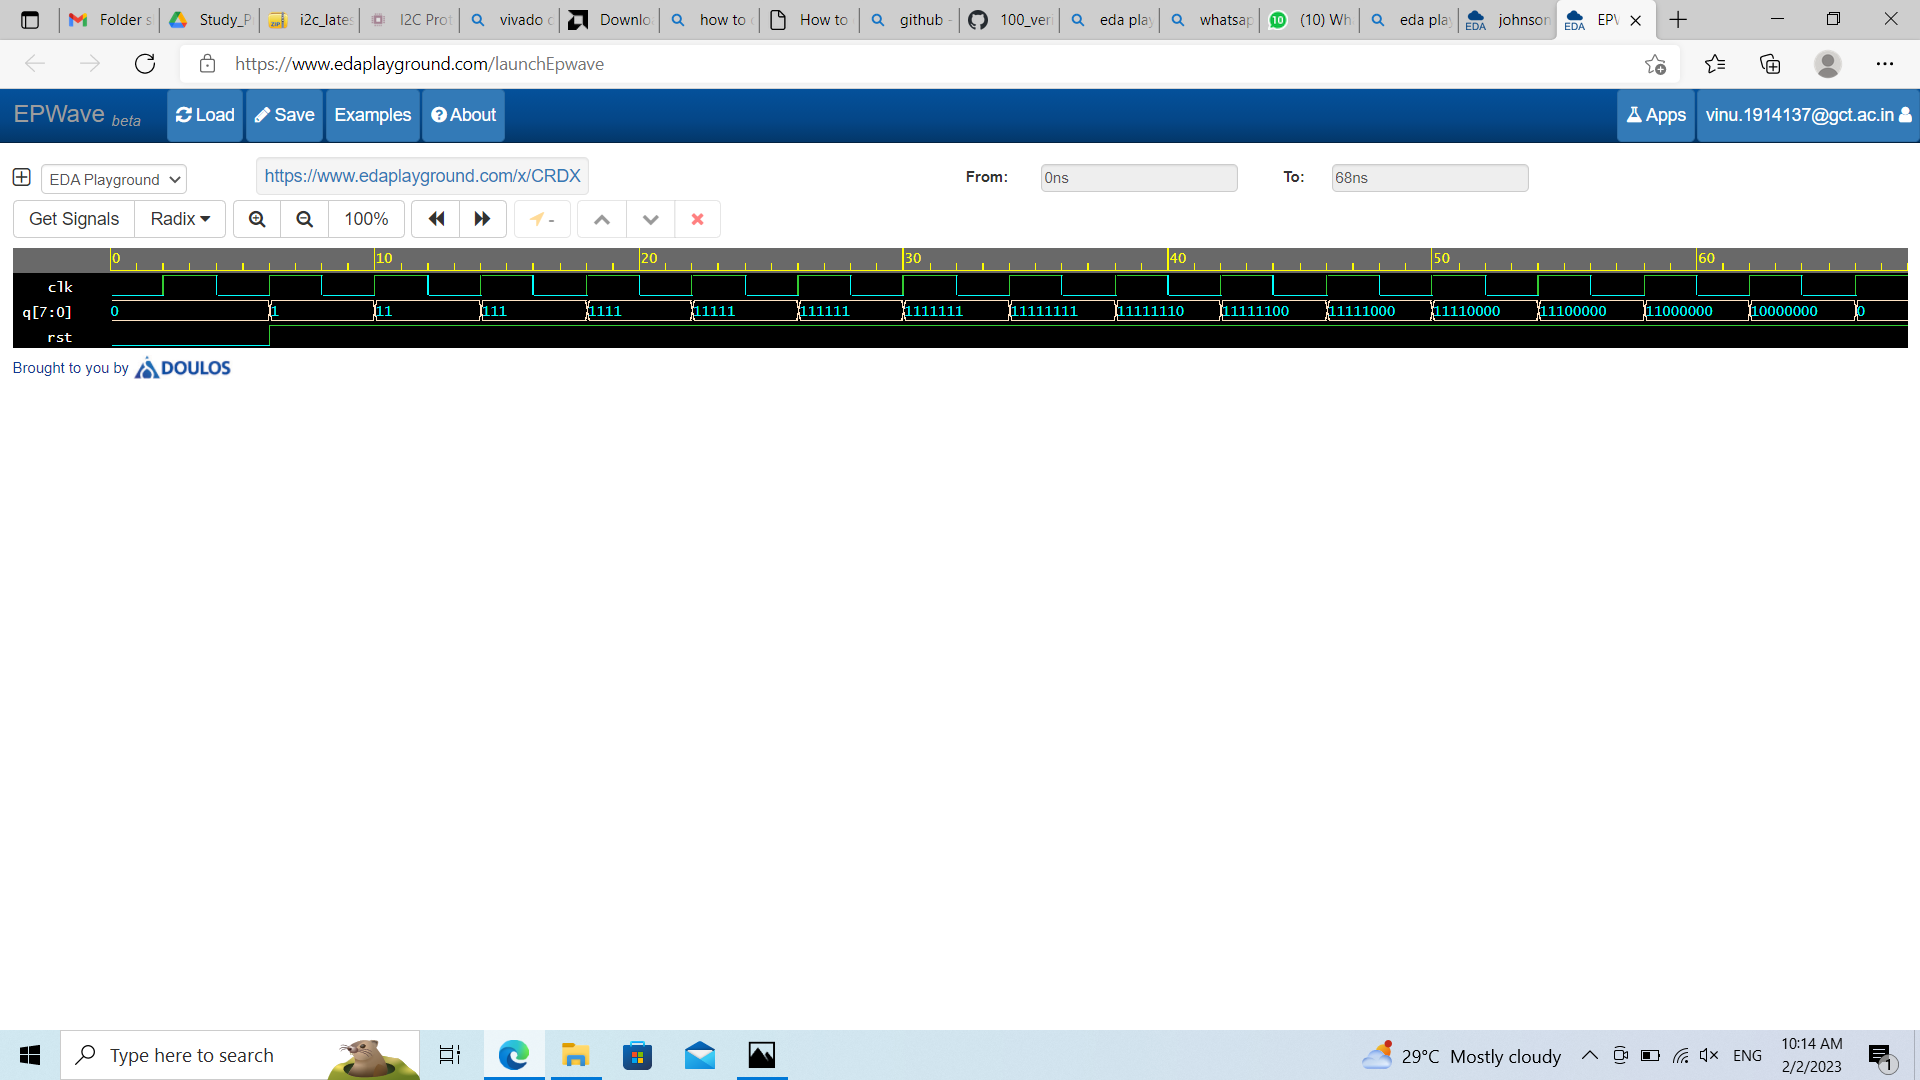 Folder s
Study_P
i2c_lates
I2C Prot
vivado c
Downlo
how to c
How to
github -
100_veri
eda play
whatsap
(10) Wh
eda play
johnson
EPV
https://www.edaplayground.com/launchEpwave
EPWave beta Load Save Examples About Apps vinu.1914137@gct.ac.in
EDA Playground https://www.edaplayground.com/x/CRDX From: 0ns To: 68ns
Get Signals Radix 100% -
0 10 20 30 40 50 60
clk
q[7:0] 0 1 11 111 1111 11111 111111 1111111 11111111 11111110 11111100 11111000 11110000 11100000 11000000 10000000 0
rst
Brought to you by DOULOS
Type here to search 29°C Mostly cloudy ENG 10:14 AM
2/2/2023 1